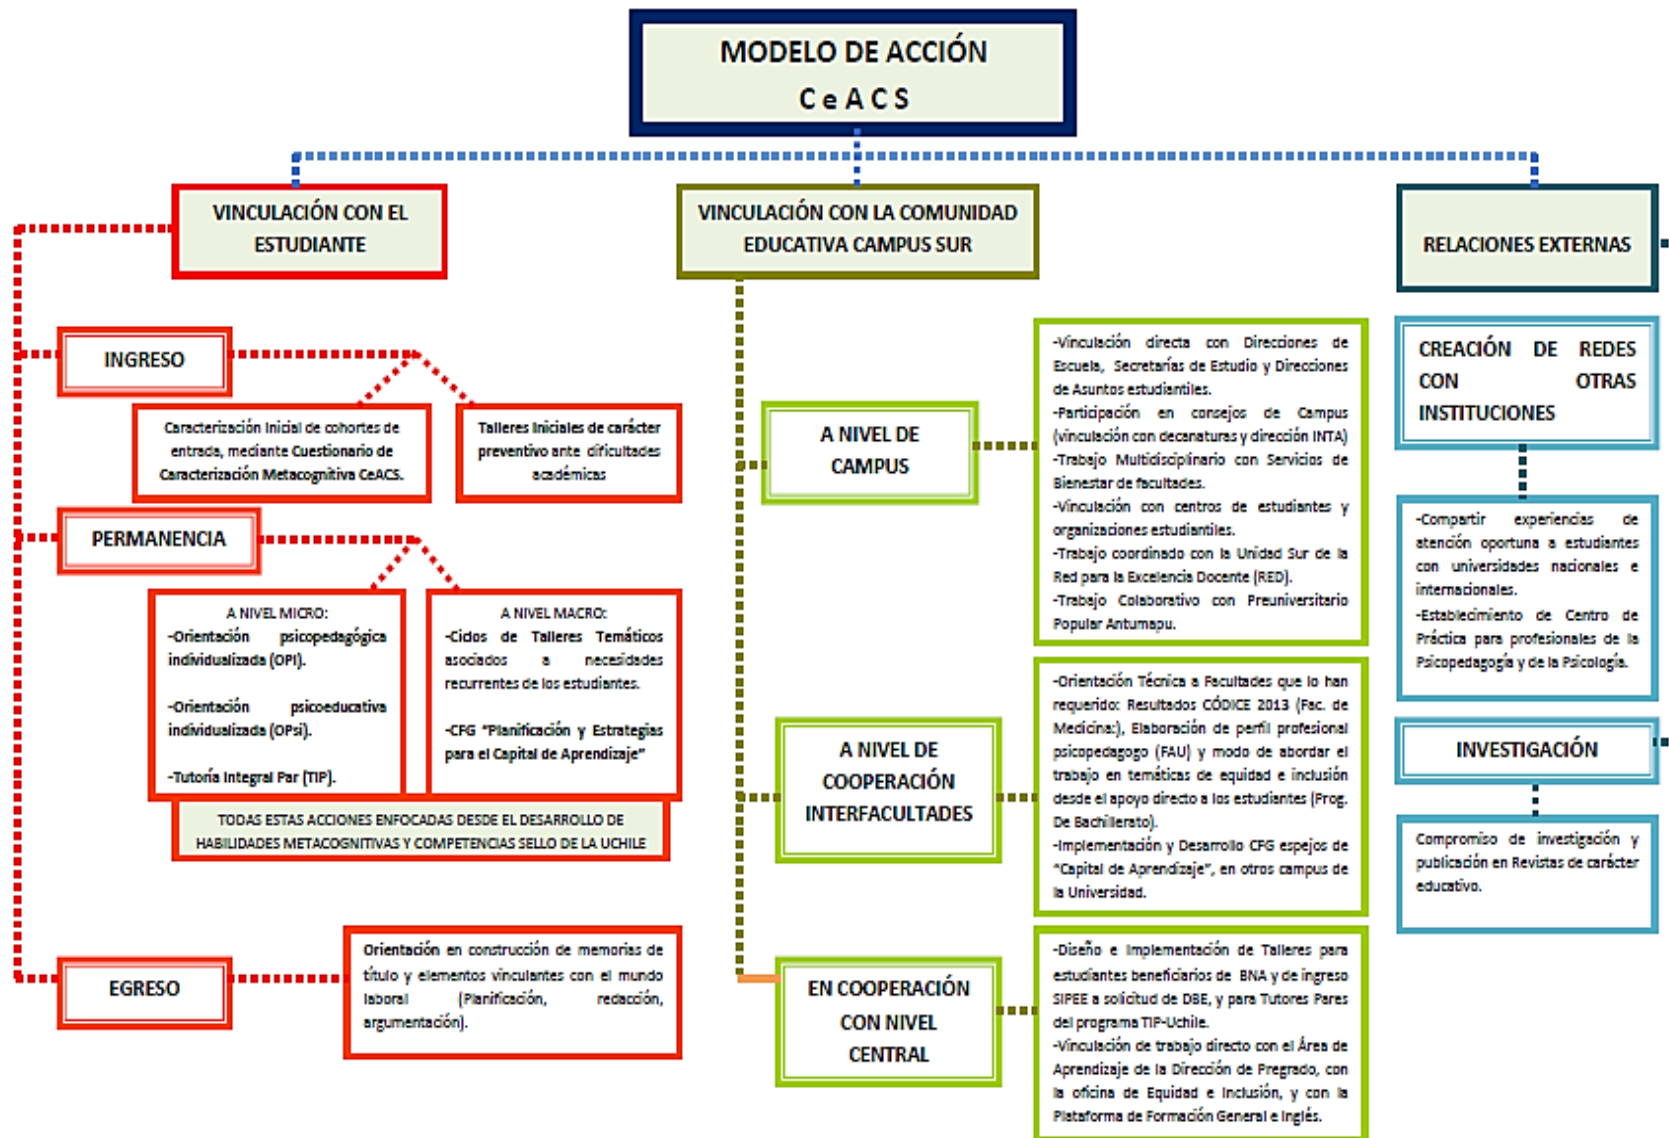 MODELO DE ACCIÓN
CeACS
VINCULACIÓN CON EL
ESTUDIANTE
VINCULACIÓN CON LA COMUNIDAD
EDUCATIVA CAMPUS SUR
RELACIONES EXTERNAS
INGRESO
Caracterización Inicial de cohortes de
entrada, mediante Cuestionario de
Caracterización Metacognitiva CeACS.
Talleres Iniciales de carácter
preventivo ante dificultades
académicas
PERMANENCIA
A NIVEL MICRO:
-Orientación psicopedagógica
individualizada (OPI).
-Orientación psicoeducativa
individualizada (OPsi).
-Tutoría Integral Par (TIP).
A NIVEL MACRO:
-Ciclos de Talleres Temáticos
asociados a necesidades
recurrentes de los estudiantes.
-CFG "Planificación y Estrategias
para el Capital de Aprendizaje"
TODAS ESTAS ACCIONES ENFOCADAS DESDE EL DESARROLLO DE
HABILIDADES METACOGNITIVAS Y COMPETENCIAS SELLO DE LA UCHILE
EGRESO
Orientación en construcción de memorias de
título y elementos vinculantes con el mundo
laboral (Planificación, redacción,
argumentación).
A NIVEL DE
CAMPUS
-Vinculación directa con Direcciones de
Escuela, Secretarías de Estudio y Direcciones
de Asuntos estudiantiles.
-Participación en consejos de Campus
(vinculación con decanaturas y dirección INTA)
-Trabajo Multidisciplinario con Servicios de
Bienestar de facultades.
-Vinculación con centros de estudiantes y
organizaciones estudiantiles.
-Trabajo coordinado con la Unidad Sur de la
Red para la Excelencia Docente (RED).
-Trabajo Colaborativo con Preuniversitario
Popular Antumapu.
A NIVEL DE
COOPERACIÓN
INTERFACULTADES
-Orientación Técnica a Facultades que lo han
requerido: Resultados CÓDICE 2013 (Fac. de
Medicina:), Elaboración de perfil profesional
psicopedagogo (FAU) y modo de abordar el
trabajo en temáticas de equidad e inclusión
desde el apoyo directo a los estudiantes (Prog.
De Bachillerato).
-Implementación y Desarrollo CFG espejos de
"Capital de Aprendizaje", en otros campus de
la Universidad.
EN COOPERACIÓN
CON NIVEL
CENTRAL
-Diseño e Implementación de Talleres para
estudiantes beneficiarios de BNA y de ingreso
SIPEE a solicitud de DBE, y para Tutores Pares
del programa TIP-Uchile.
-Vinculación de trabajo directo con el Área de
Aprendizaje de la Dirección de Pregrado, con
la oficina de Equidad e Inclusión, y con la
Plataforma de Formación General e Inglés.
CREACIÓN DE REDES
CON OTRAS
INSTITUCIONES
-Compartir experiencias de
atención oportuna a estudiantes
con universidades nacionales e
internacionales.
-Establecimiento de Centro de
Práctica para profesionales de la
Psicopedagogía y de la Psicología.
INVESTIGACIÓN
Compromiso de investigación y
publicación en Revistas de carácter
educativo.